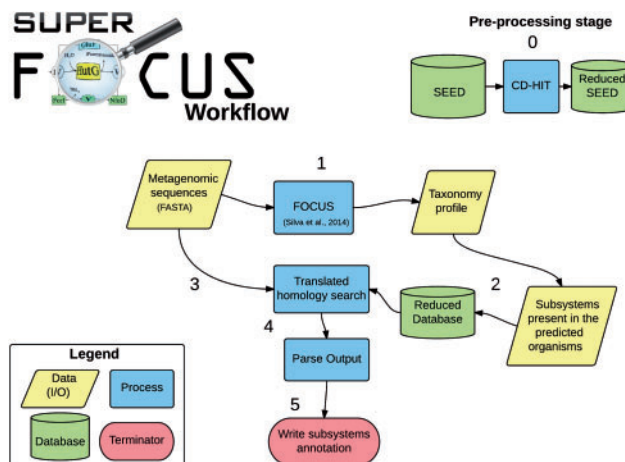 SUPER
FOCUS
Workflow
Pre-processing stage
0
SEED
CD-HIT
Reduced
SEED
1
Metagenomic
sequences
(FASTA)
FOCUS
(Silva et al., 2014)
Taxonomy
profile
3
Translated
homology search
2
Reduced
Database
Subsystems
present in the
predicted
organisms
4
Parse Output
5
Write subsystems
annotation
Legend
Data
(I/O)
Process
Database
Terminator